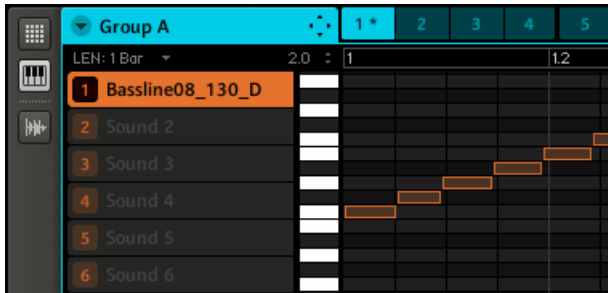 Group A 1 * 2 3 4 5
LEN: 1 Bar 2.0 1 1.2
1 Bassline08_130_D
2 Sound 2
3 Sound 3
4 Sound 4
5 Sound 5
6 Sound 6